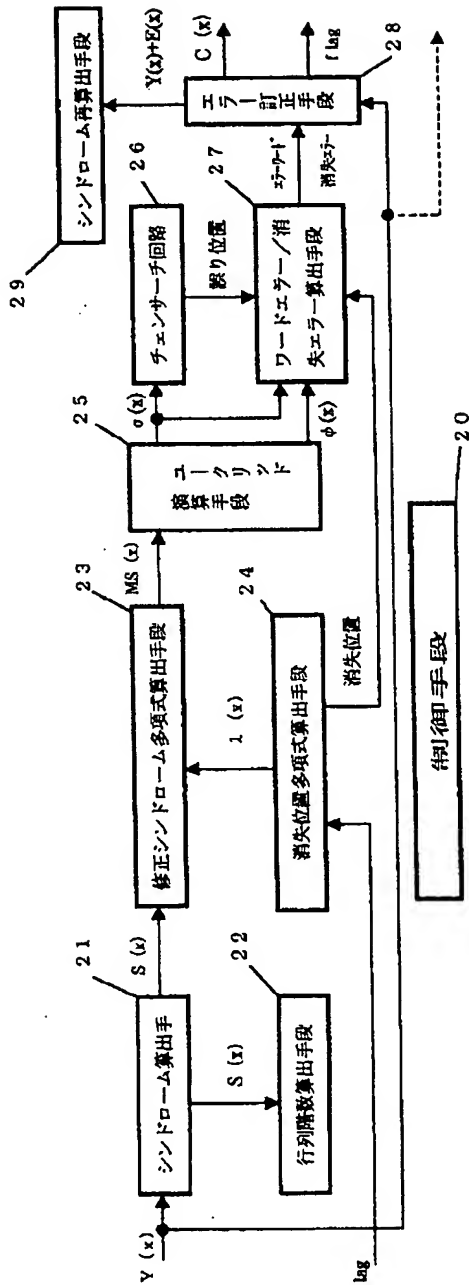 Y (x)
シンドローム算出手
21
S (x)
S (x)
行列階数算出手段
22
修正シンドローム多項式算出手段
23
MS (x)
λ (x)
消失位置多項式算出手段
24
消失位置
lag
ユークリッド
演算手段
25
σ(x)
φ(x)
チェンサーチ回路
26
誤り位置
ワードエラー/消
失エラー算出手段
27
エラーワード
消失エラー
エラー訂正手段
28
C (x)
flag
Y(x)+E(x)
シンドローム再算出手段
29
制御手段
20